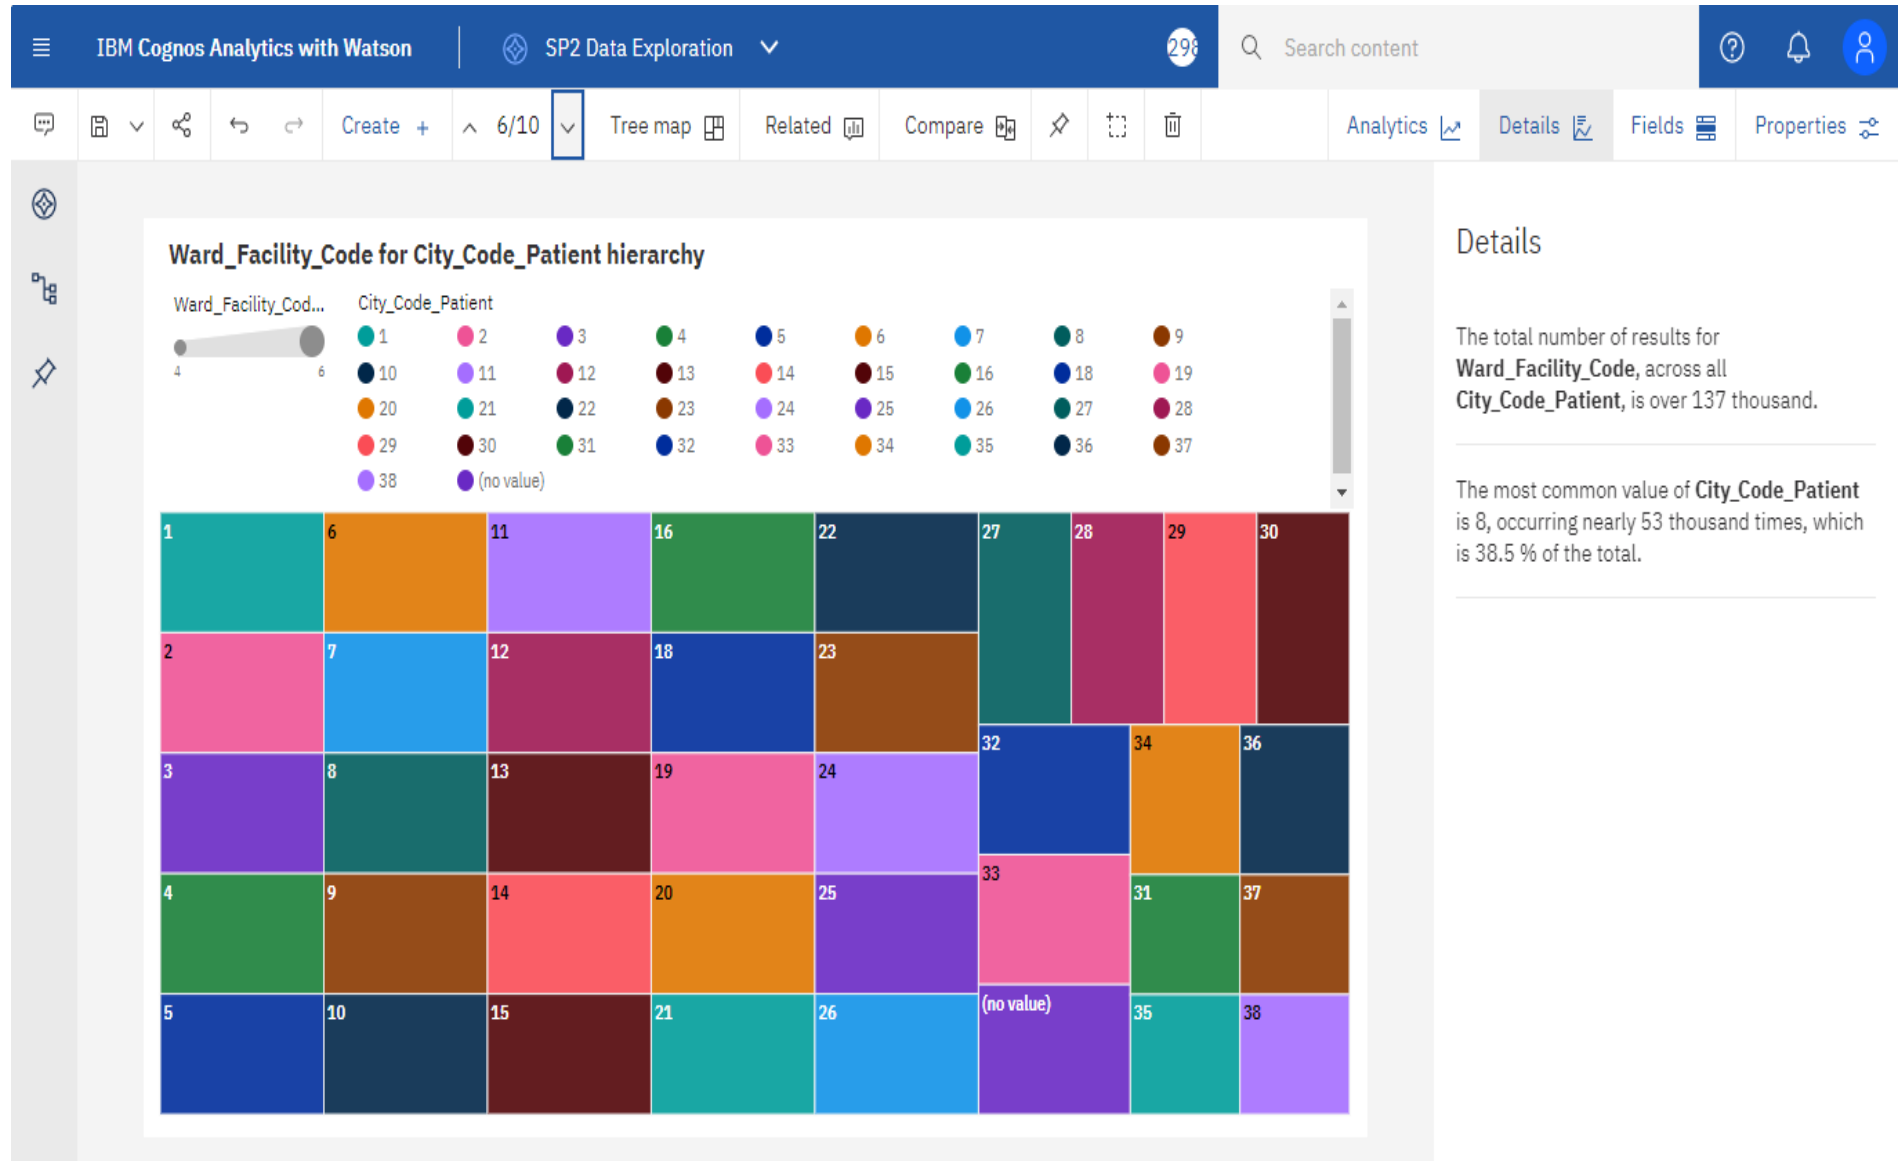 IBM Cognos Analytics with Watson
SP2 Data Exploration
298
Search content
Create +
6/10
Tree map
Related
Compare
Analytics
Details
Fields
Properties
Ward_Facility_Code for City_Code_Patient hierarchy
Ward_Facility_Cod...
4 6
City_Code_Patient
1 2 3 4 5 6 7 8 9
10 11 12 13 14 15 16 18 19
20 21 22 23 24 25 26 27 28
29 30 31 32 33 34 35 36 37
38 (no value)
1 6 11 16 22 27 28 29 30
2 7 12 18 23
32 34 36
3 8 13 19 24
33
4 9 14 20 25 31 37
(no value)
5 10 15 21 26 35 38
Details
The total number of results for
Ward_Facility_Code, across all
City_Code_Patient, is over 137 thousand.
The most common value of City_Code_Patient
is 8, occurring nearly 53 thousand times, which
is 38.5 % of the total.